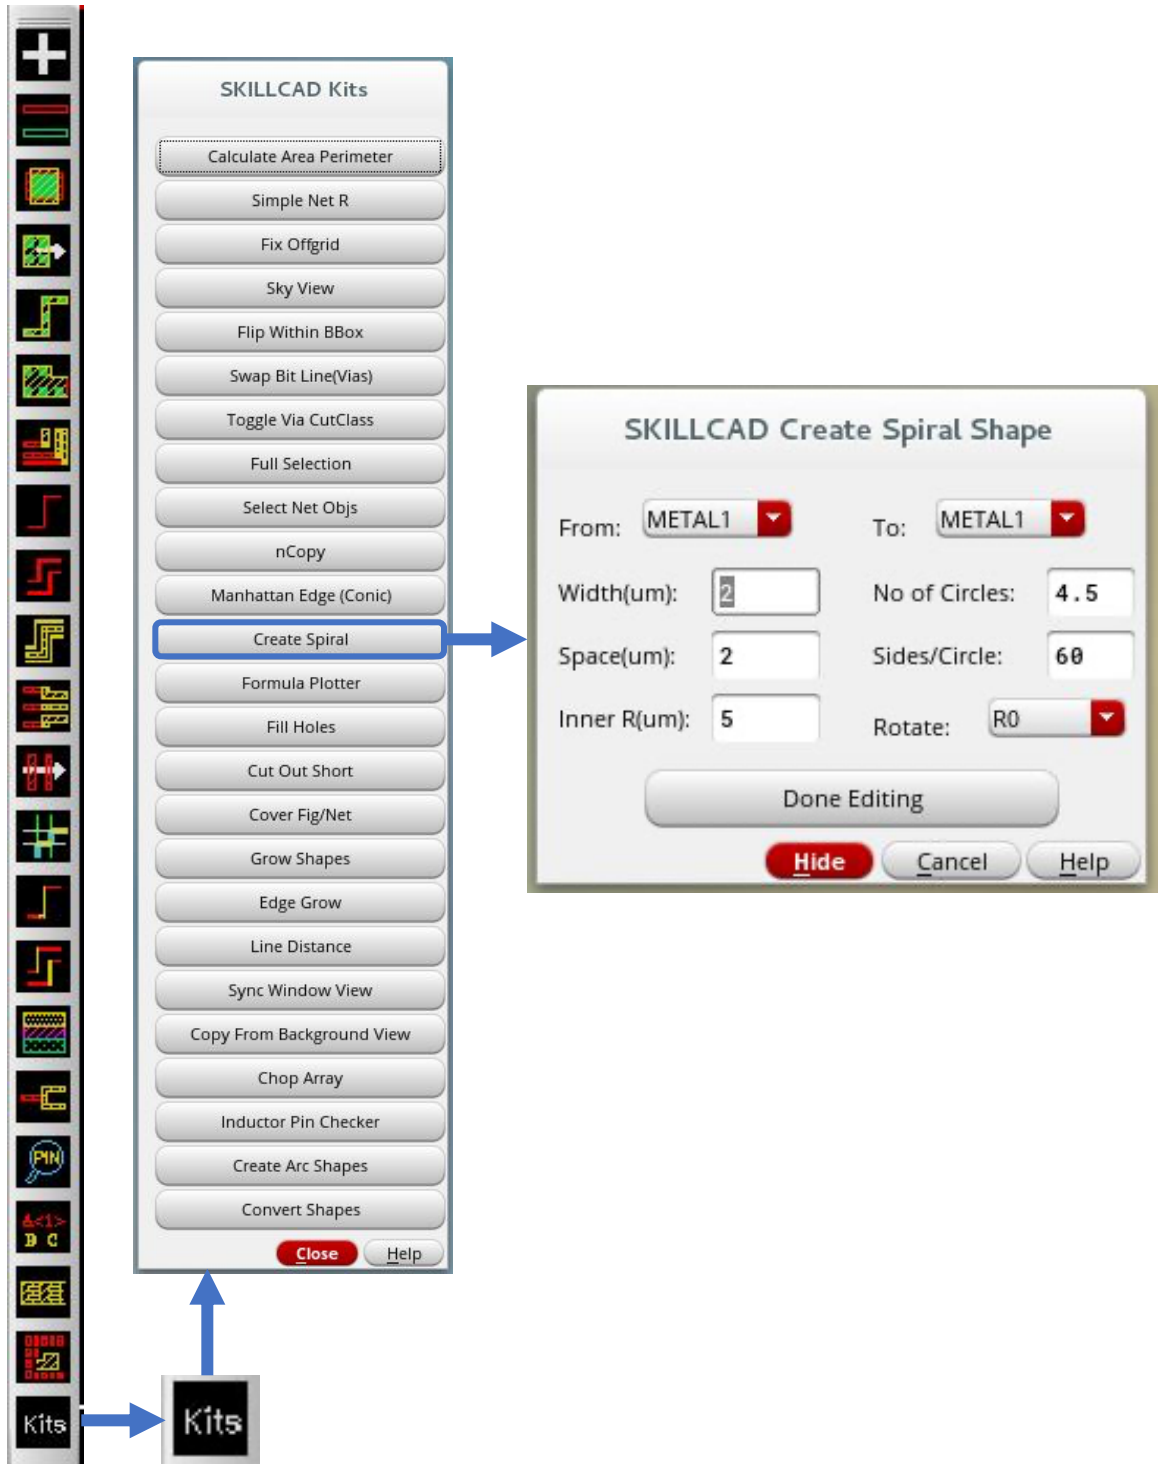 SKILLCAD Kits
Calculate Area Perimeter
Simple Net R
Fix Offgrid
Sky View
Flip Within BBox
Swap Bit Line(Vias)
Toggle Via CutClass
Full Selection
Select Net Objs
nCopy
Manhattan Edge (Conic)
Create Spiral
Formula Plotter
Fill Holes
Cut Out Short
Cover Fig/Net
Grow Shapes
Edge Grow
Line Distance
Sync Window View
Copy From Background View
Chop Array
Inductor Pin Checker
Create Arc Shapes
Convert Shapes
Close Help
SKILLCAD Create Spiral Shape
From: METAL1 To: METAL1
Width(um): 2 No of Circles: 4.5
Space(um): 2 Sides/Circle: 60
Inner R(um): 5 Rotate: R0
Done Editing
Hide Cancel Help
PIN
A<1>
B C
Kits
Kits